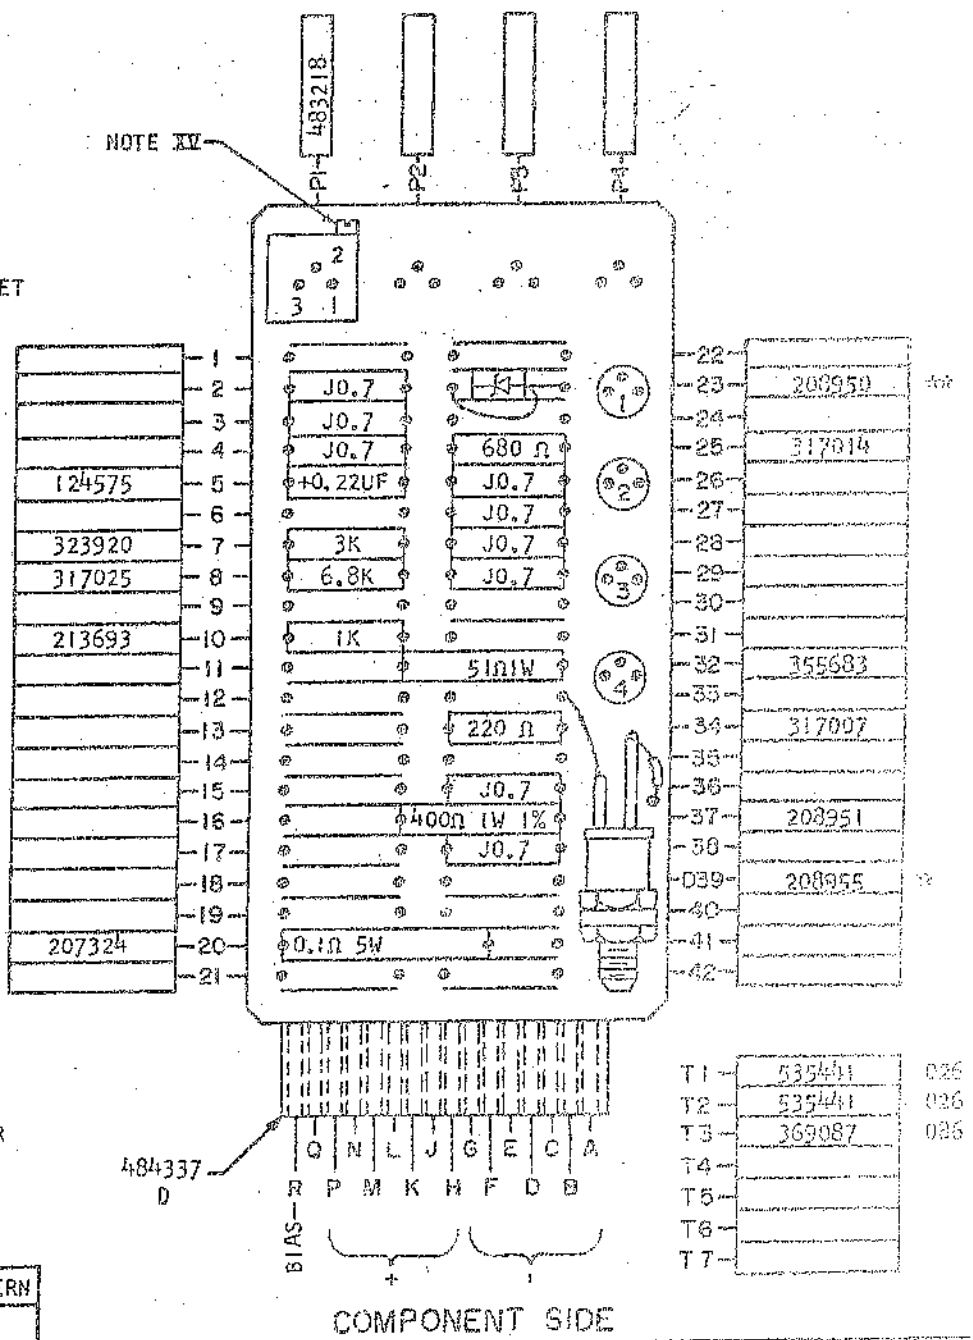 483218
NOTE XV
P1
P2
P3
P4
2
3 1
ET
1
2 J0.7
3 J0.7
4 J0.7
124575 5 +0.22UF
6
323920 7 3K
317025 8 6.8K
9
213693 10 1K
11 51Ω1W
12
13 220 Ω
14
15 J0.7
16 400Ω 1W 1%
17 J0.7
18
19
207324 20 0.1Ω 5W
21
680 Ω
J0.7
J0.7
J0.7
J0.7
1
2
3
4
22
23 208950 **
24
25 317014
26
27
28
29
30
31
32 355683
33
34 317007
35
36
37 208951
38
D39 208955 *
40
41
42
T1 535441 026
T2 535441 026
T3 369087 086
T4
T5
T6
T7
R
484337
D
Q N L J G E C A
R P M K H F D B
BIAS
+ -
ERN
COMPONENT SIDE